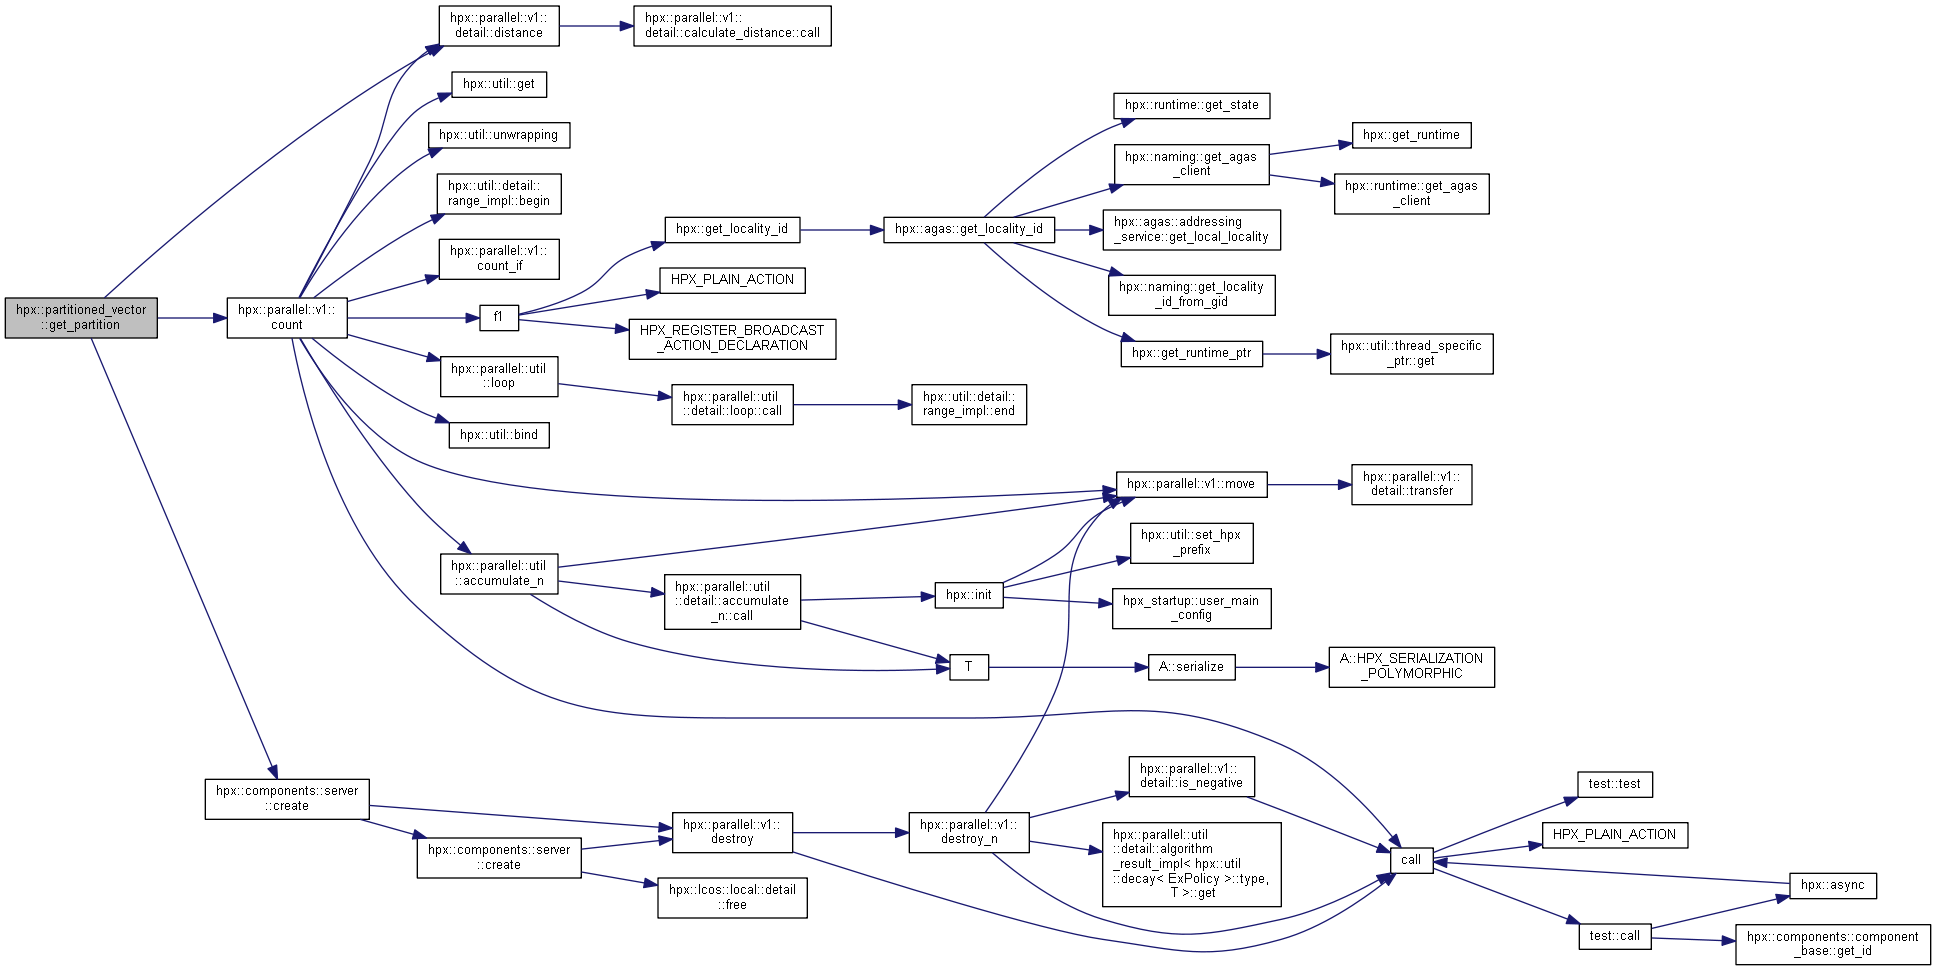 hpx::partitioned_vector
::get_partition
hpx::parallel::v1::
count
hpx::components::server
::create
hpx::parallel::v1::
detail::distance
hpx::util::get
hpx::util::unwrapping
hpx::util::detail::
range_impl::begin
hpx::parallel::v1::
count_if
f1
hpx::parallel::util
::loop
hpx::util::bind
hpx::parallel::util
::accumulate_n
hpx::components::server
::create
hpx::parallel::v1::
detail::calculate_distance::call
hpx::get_locality_id
HPX_PLAIN_ACTION
HPX_REGISTER_BROADCAST
_ACTION_DECLARATION
hpx::parallel::util
::detail::loop::call
hpx::parallel::util
::detail::accumulate
_n::call
hpx::parallel::v1::
destroy
hpx::lcos::local::detail
::free
hpx::agas::get_locality_id
hpx::util::detail::
range_impl::end
hpx::init
T
hpx::parallel::v1::
destroy_n
hpx::runtime::get_state
hpx::naming::get_agas
_client
hpx::agas::addressing
_service::get_local_locality
hpx::naming::get_locality
_id_from_gid
hpx::get_runtime_ptr
hpx::parallel::v1::move
hpx::util::set_hpx
_prefix
hpx_startup::user_main
_config
A::serialize
hpx::parallel::v1::
detail::is_negative
hpx::parallel::util
::detail::algorithm
_result_impl< hpx::util
::decay< ExPolicy >::type,
T >::get
hpx::get_runtime
hpx::runtime::get_agas
_client
hpx::util::thread_specific
_ptr::get
hpx::parallel::v1::
detail::transfer
A::HPX_SERIALIZATION
_POLYMORPHIC
call
test::test
HPX_PLAIN_ACTION
test::call
hpx::async
hpx::components::component
_base::get_id